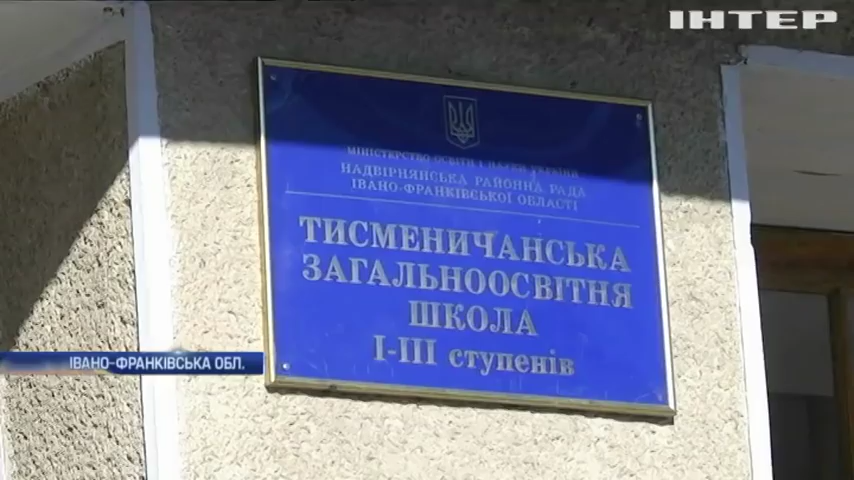 ІНТЕР
МІНІСТЕРСТВО ОСВІТИ І НАУКИ УКРАЇНИ
НАДВІРНЯНСЬКА РАЙОННА РАДА
ІВАНО-ФРАНКІВСЬКОЇ ОБЛАСТІ
ТИСМЕНИЧАНСЬКА
ЗАГАЛЬНООСВІТНЯ
ШКОЛА
І-ІІІ ступенів
ІВАНО-ФРАНКІВСЬКА ОБЛ.